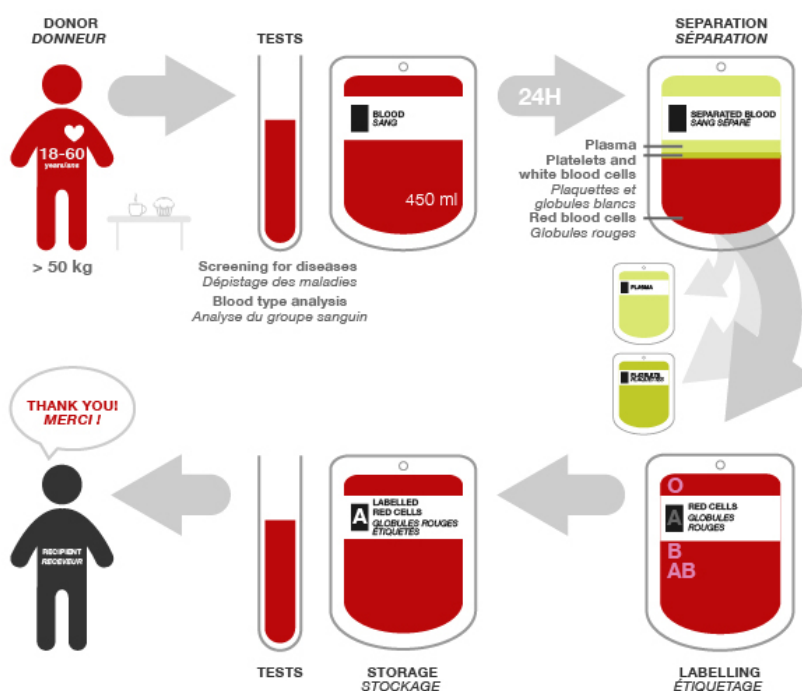 DONOR
DONNEUR
TESTS
SEPARATION
SÉPARATION
18-60
years/ans
> 50 kg
BLOOD
SANG
450 ml
24H
SEPARATED BLOOD
SANG SÉPARÉ
Plasma
Platelets and
white blood cells
Plaquettes et
globules blancs
Red blood cells
Globules rouges
Screening for diseases
Dépistage des maladies
Blood type analysis
Analyse du groupe sanguin
PLASMA
PLATELETS
PLAQUETTES
THANK YOU!
MERCI !
RECIPIENT
RECEVEUR
A
LABELLED
RED CELLS
GLOBULES ROUGES
ÉTIQUETÉS
O
A
RED CELLS
GLOBULES
ROUGES
B
AB
TESTS
STORAGE
STOCKAGE
LABELLING
ÉTIQUETAGE